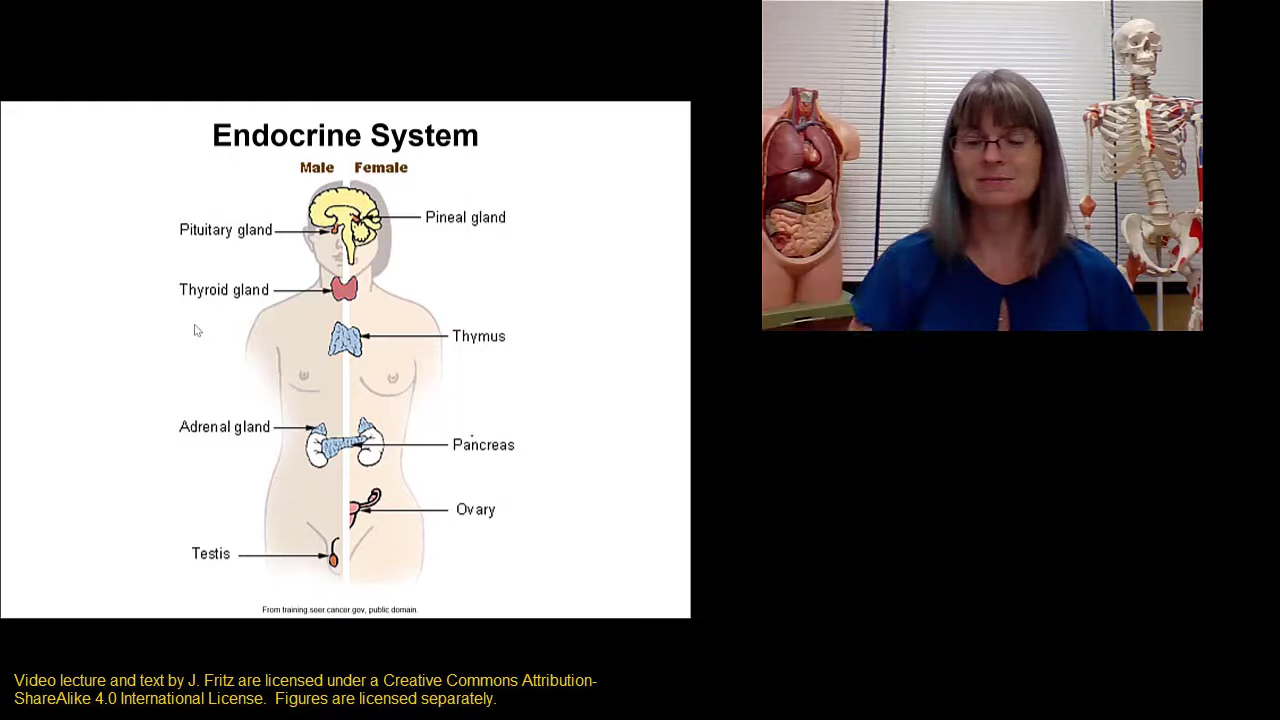 Endocrine System
Male Female
Pineal gland
Pituitary gland
Thyroid gland
Thymus
Adrenal gland
Pancreas
Ovary
Testis
From training.seer.cancer.gov, public domain.
Video lecture and text by J. Fritz are licensed under a Creative Commons Attribution-
ShareAlike 4.0 International License. Figures are licensed separately.